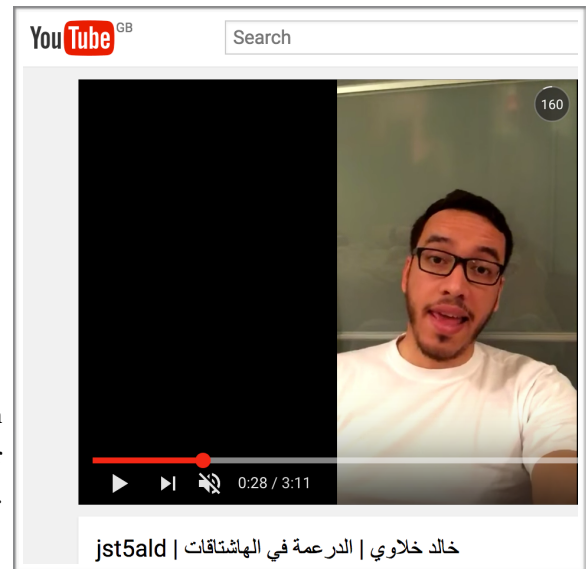 YouTube GB
Search
160
0:28 / 3:11
خالد خلاوي | الدرعمة في الهاشتاقات | jst5ald